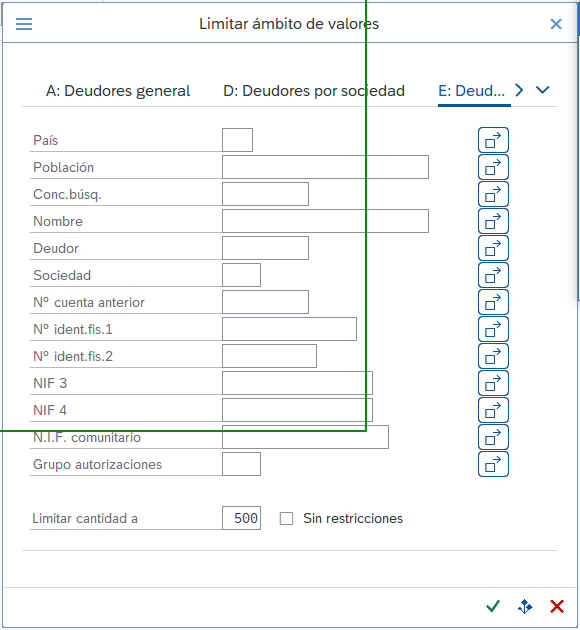 Limitar ámbito de valores
A: Deudores general D: Deudores por sociedad E: Deud...
País
Población
Conc.búsq.
Nombre
Deudor
Sociedad
Nº cuenta anterior
Nº ident.fis.1
Nº ident.fis.2
NIF 3
NIF 4
N.I.F. comunitario
Grupo autorizaciones
Limitar cantidad a 500 Sin restricciones